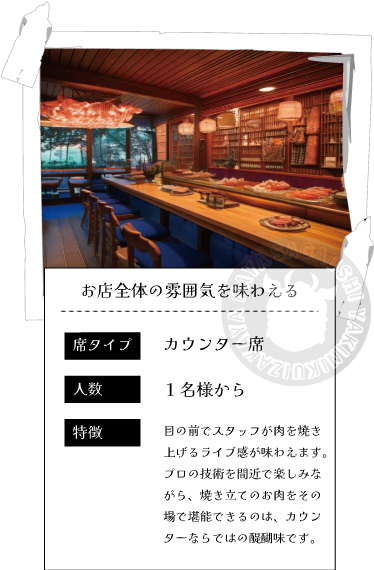 お店全体の雰囲気を味わえる
席タイプ カウンター席
人数 1名様から
特徴 目の前でスタッフが肉を焼き
上げるライブ感が味わえます。
プロの技術を間近で楽しみな
がら、焼き立てのお肉をその
場で堪能できるのは、カウン
ターならではの醍醐味です。